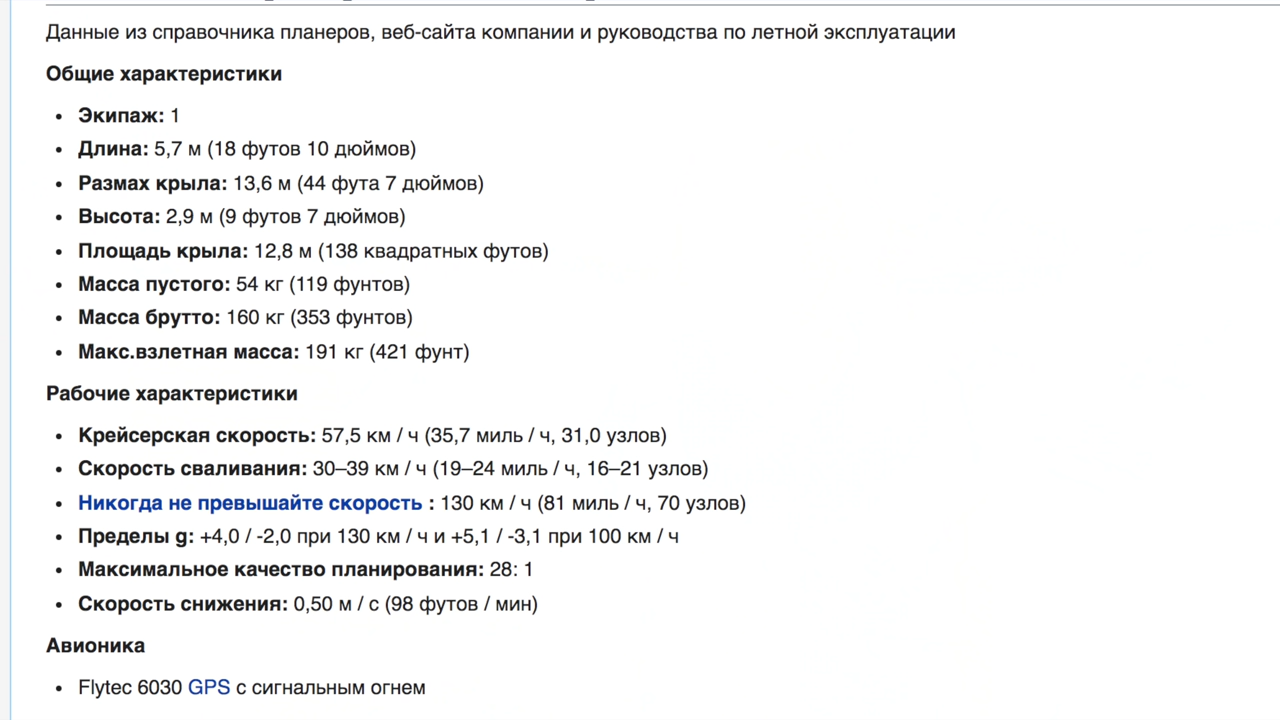 Данные из справочника планеров, веб-сайта компании и руководства по летной эксплуатации
Общие характеристики
• Экипаж: 1
• Длина: 5,7 м (18 футов 10 дюймов)
• Размах крыла: 13,6 м (44 фута 7 дюймов)
• Высота: 2,9 м (9 футов 7 дюймов)
• Площадь крыла: 12,8 м (138 квадратных футов)
• Масса пустого: 54 кг (119 фунтов)
• Масса брутто: 160 кг (353 фунтов)
• Макс.взлетная масса: 191 кг (421 фунт)
Рабочие характеристики
• Крейсерская скорость: 57,5 км / ч (35,7 миль / ч, 31,0 узлов)
• Скорость сваливания: 30–39 км / ч (19–24 миль / ч, 16–21 узлов)
• Никогда не превышайте скорость : 130 км / ч (81 миль / ч, 70 узлов)
• Пределы g: +4,0 / -2,0 при 130 км / ч и +5,1 / -3,1 при 100 км / ч
• Максимальное качество планирования: 28: 1
• Скорость снижения: 0,50 м / с (98 футов / мин)
Авионика
• Flytec 6030 GPS с сигнальным огнем